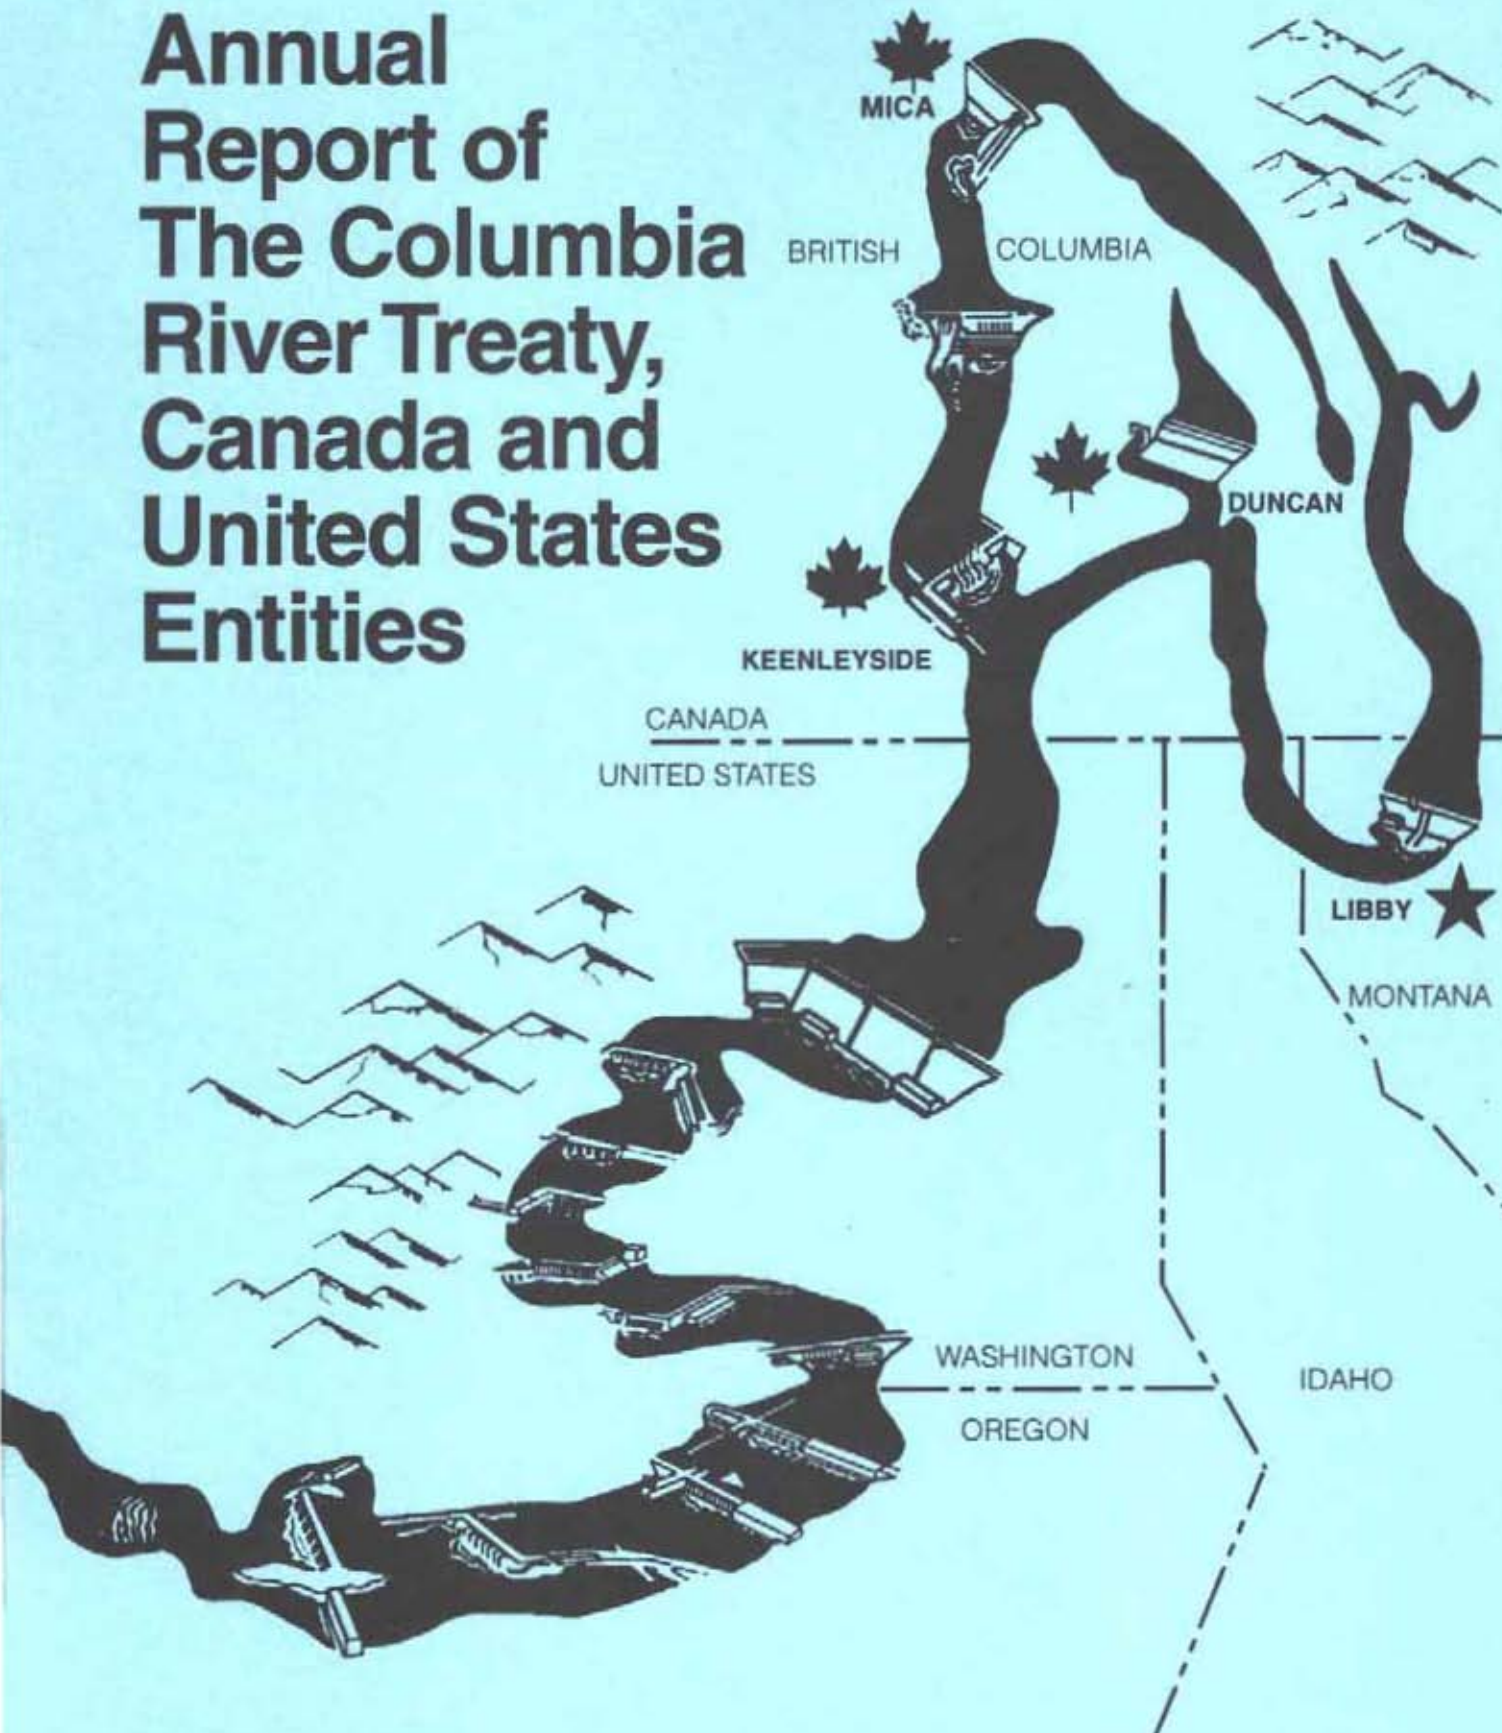 Annual
Report of
The Columbia
River Treaty,
Canada and
United States
Entities
MICA
BRITISH COLUMBIA
DUNCAN
KEENLEYSIDE
CANADA
UNITED STATES
LIBBY
MONTANA
WASHINGTON
IDAHO
OREGON